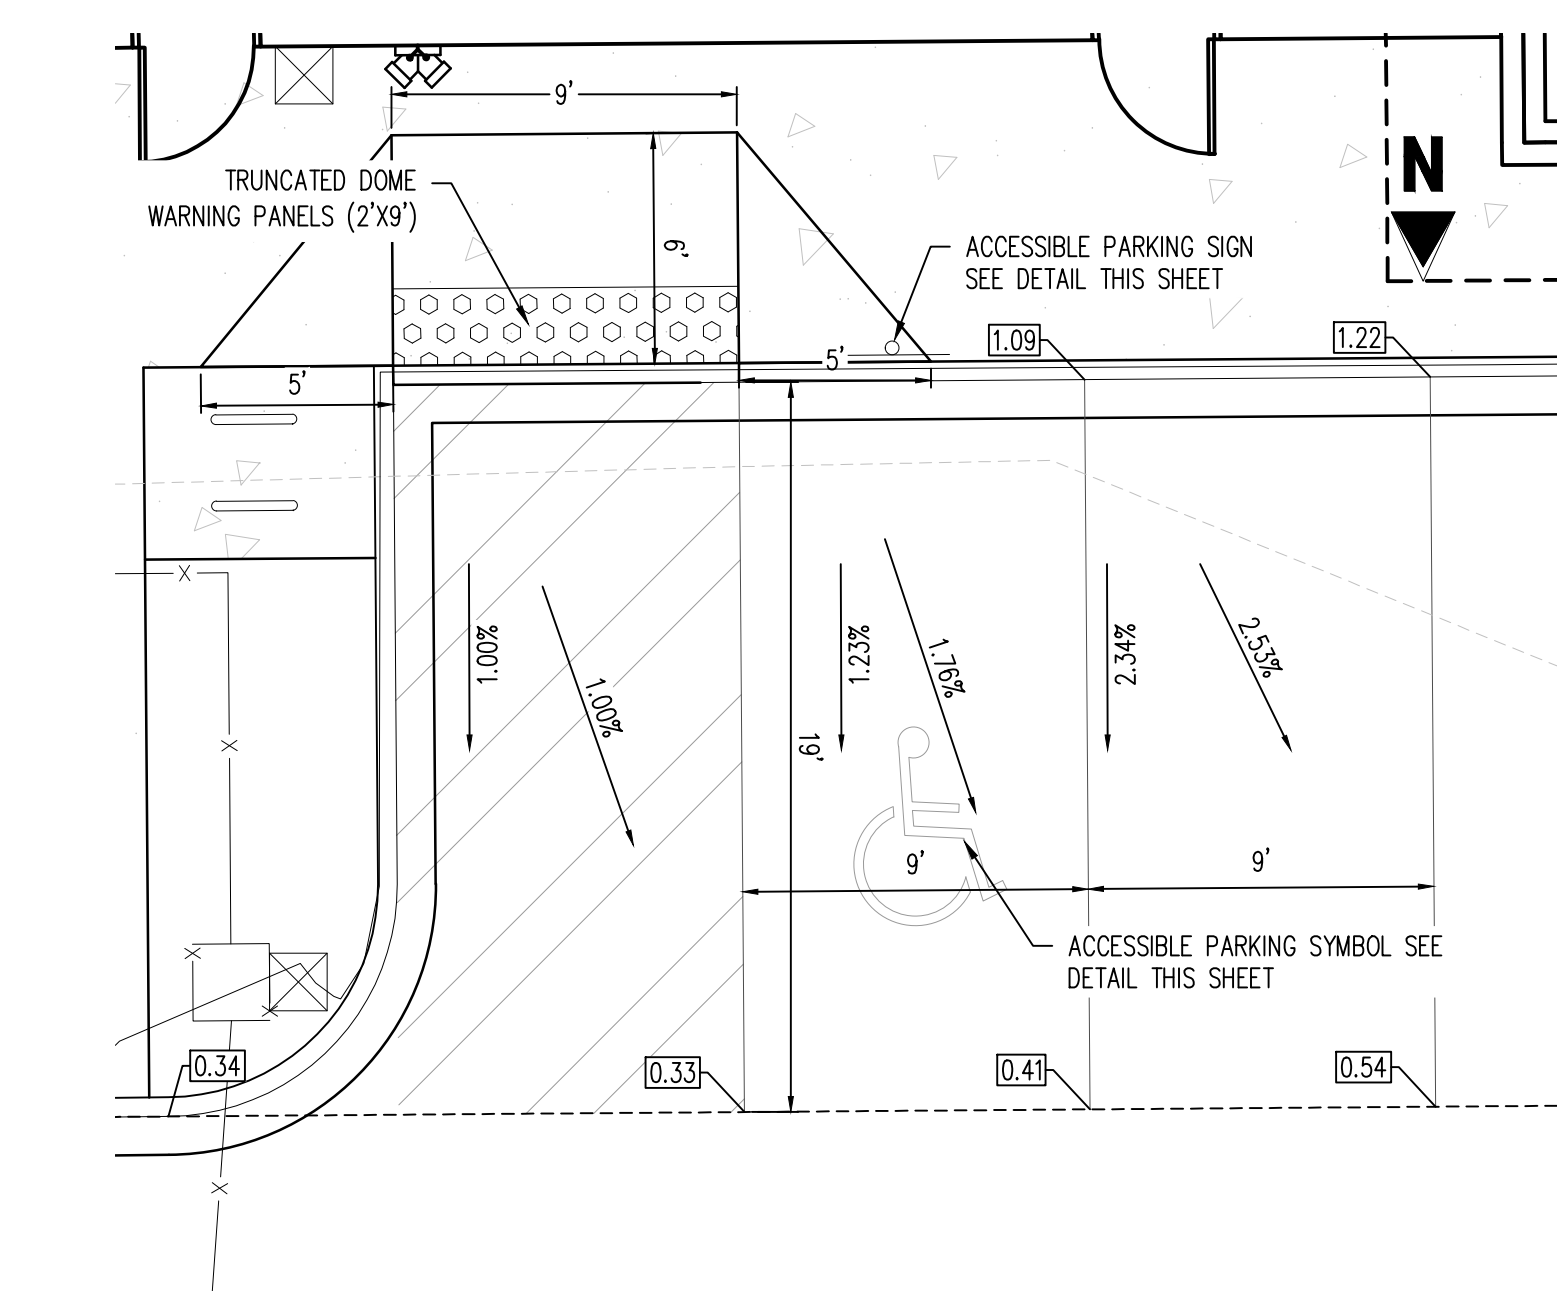 9'
TRUNCATED DOME
WARNING PANELS (2'X9')
6'
N
ACCESSIBLE PARKING SIGN
SEE DETAIL THIS SHEET
1.09
1.22
5'
5'
X
1.00%
1.00%
1.23%
1.76%
2.34%
2.53%
X
19'
9'
9'
ACCESSIBLE PARKING SYMBOL SEE
DETAIL THIS SHEET
X
X
0.34
0.33
0.41
0.54
X